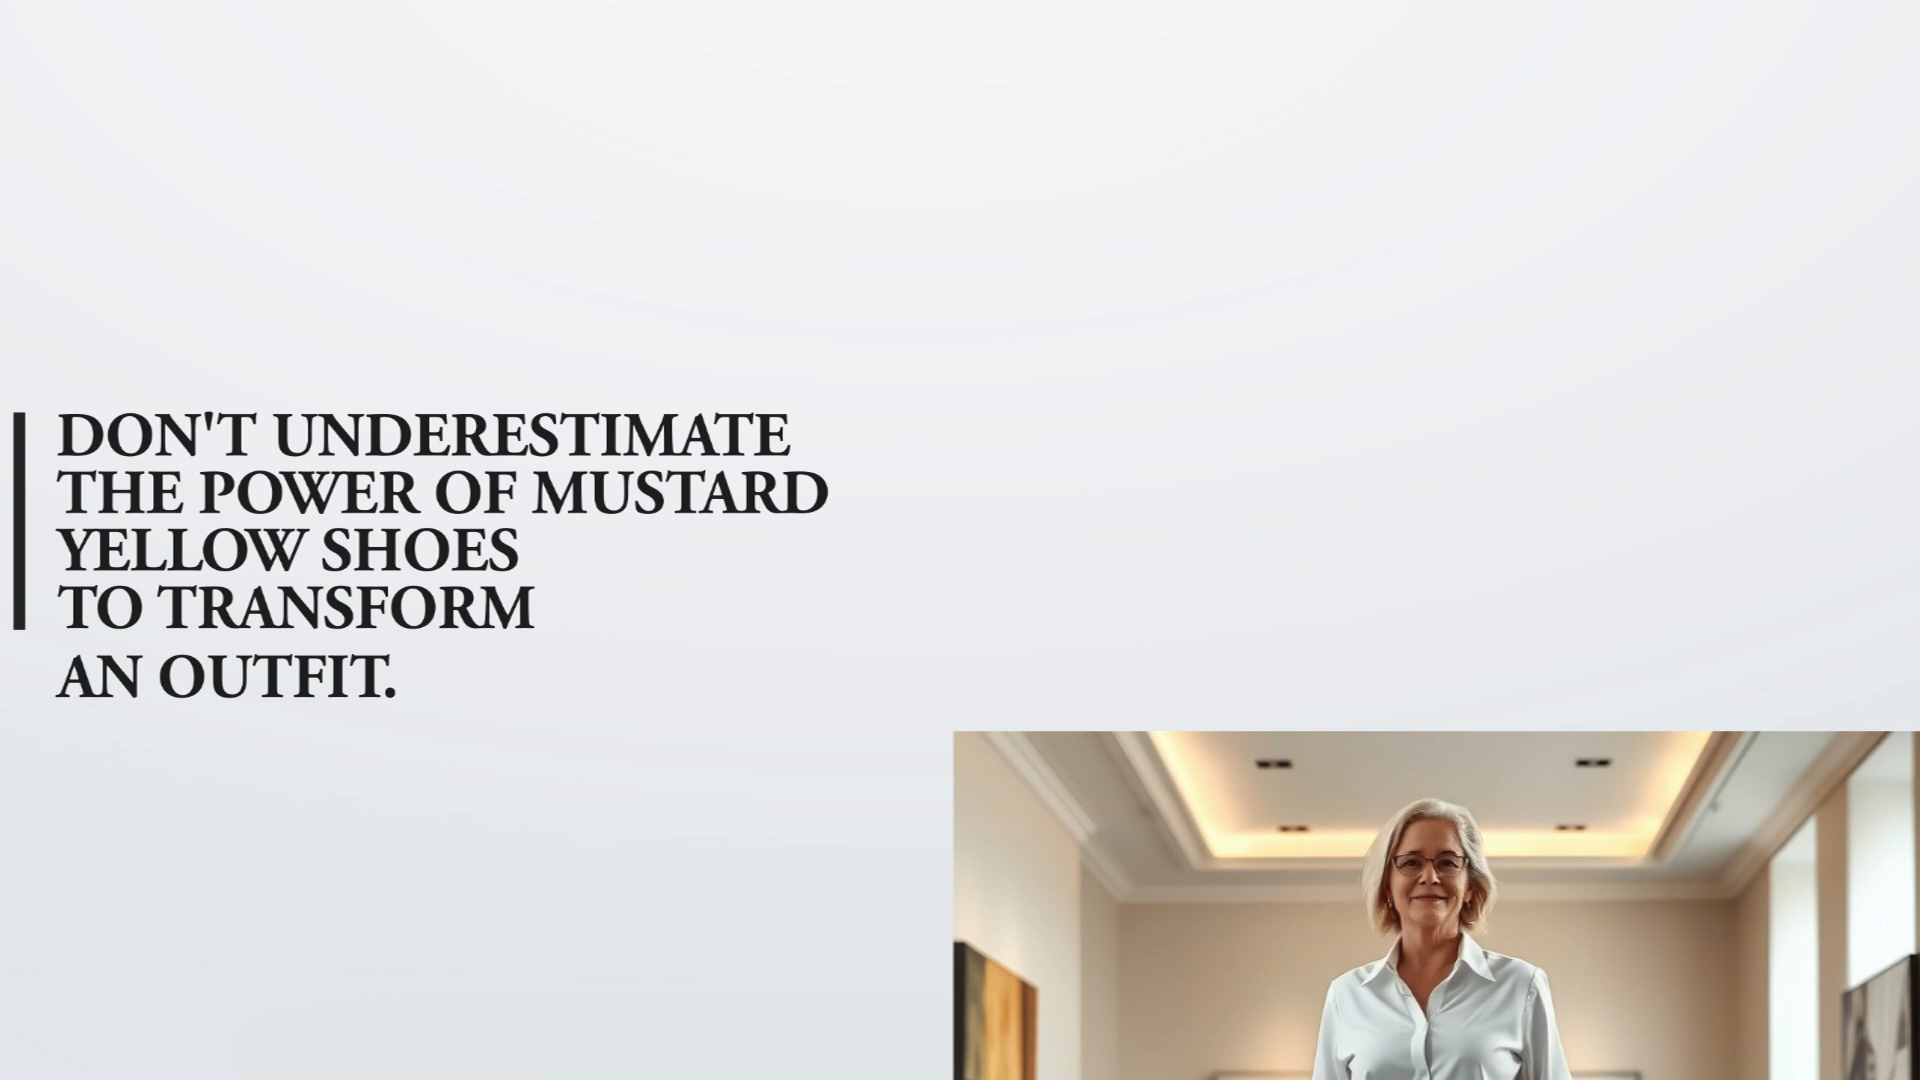 DON'T UNDERESTIMATE
THE POWER OF MUSTARD
YELLOW SHOES
TO TRANSFORM
AN OUTFIT.